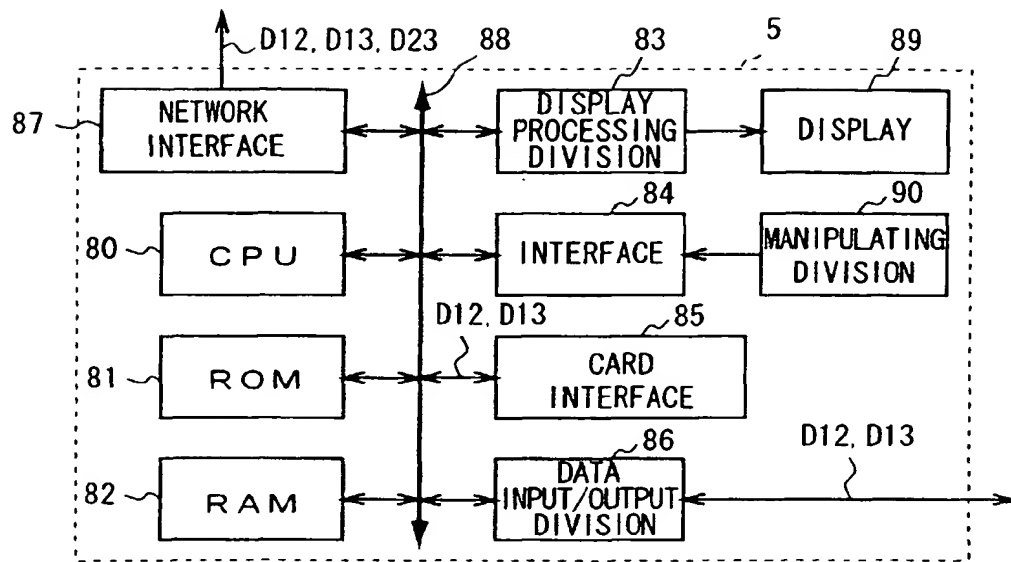 D12, D13, D23
88
83
5
89
87
NETWORK
INTERFACE
DISPLAY
PROCESSING
DIVISION
DISPLAY
84
90
80
CPU
INTERFACE
MANIPULATING
DIVISION
D12, D13
85
81
ROM
CARD
INTERFACE
86
D12, D13
82
RAM
DATA
INPUT/OUTPUT
DIVISION